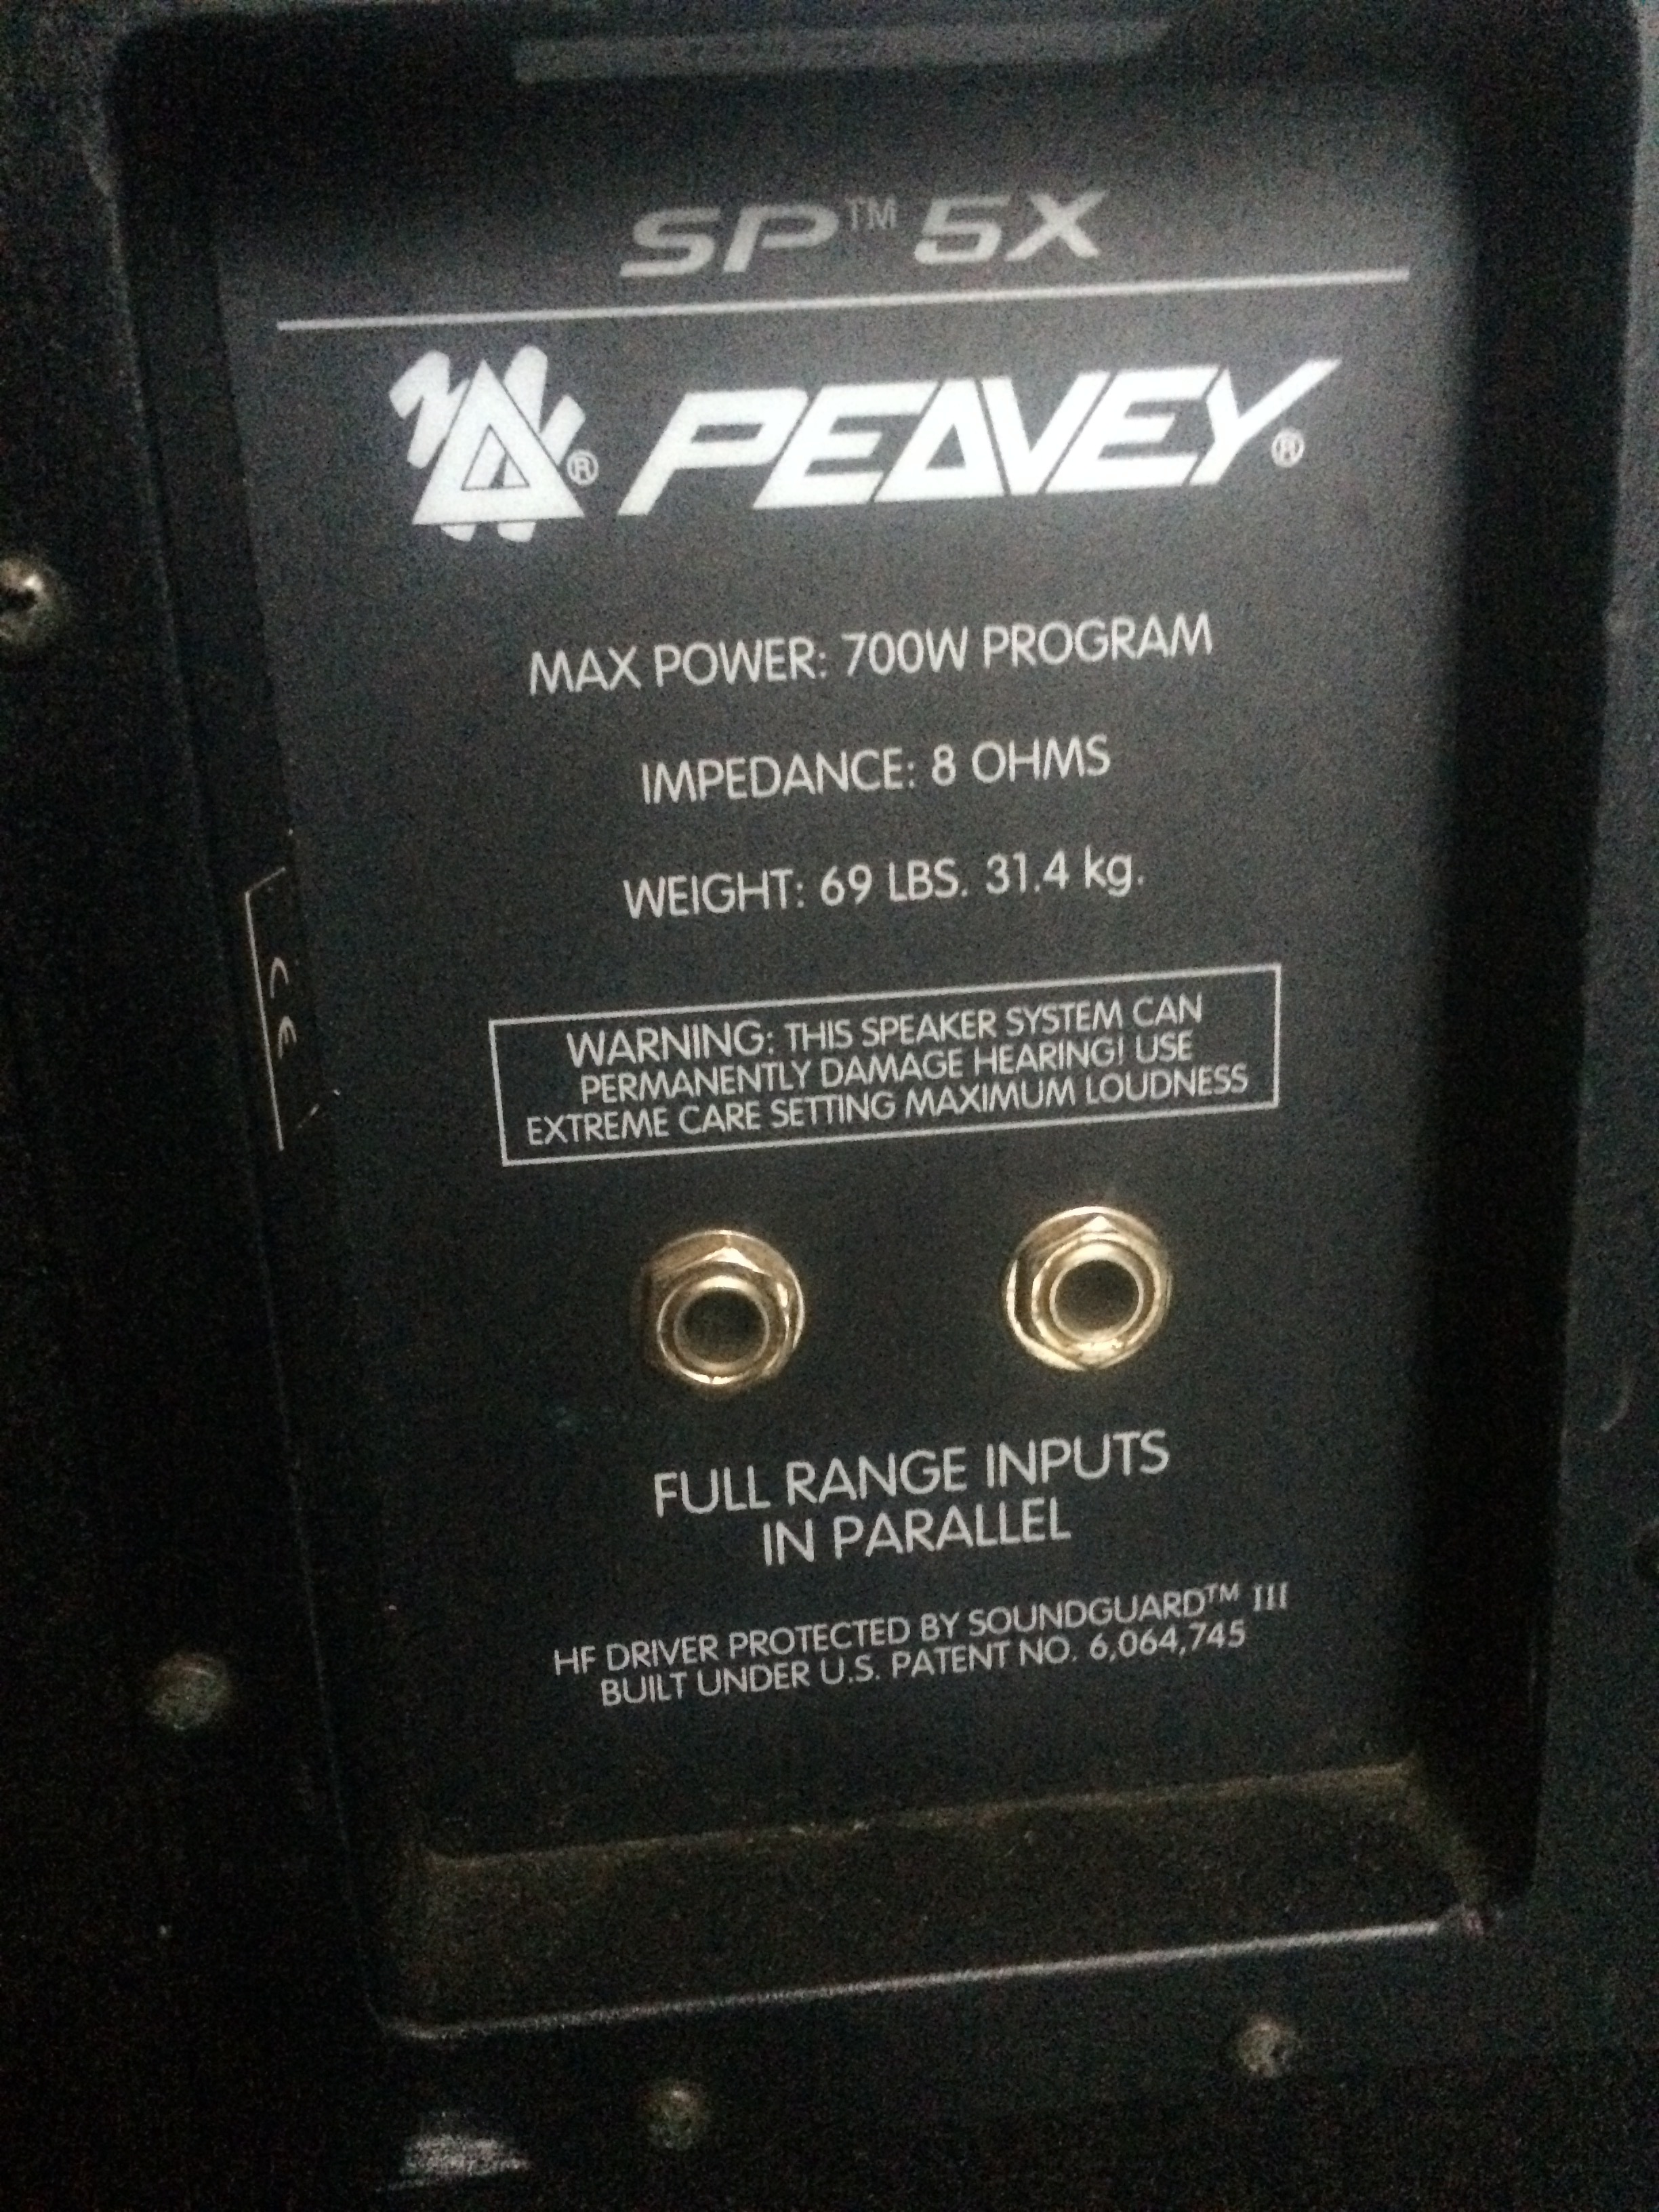 SP™ 5X
® PEAVEY®
MAX POWER: 700W PROGRAM
IMPEDANCE: 8 OHMS
WEIGHT: 69 LBS. 31.4 kg.
CE
WARNING: THIS SPEAKER SYSTEM CAN
PERMANENTLY DAMAGE HEARING! USE
EXTREME CARE SETTING MAXIMUM LOUDNESS
FULL RANGE INPUTS
IN PARALLEL
HF DRIVER PROTECTED BY SOUNDGUARD™ III
BUILT UNDER U.S. PATENT NO. 6,064,745